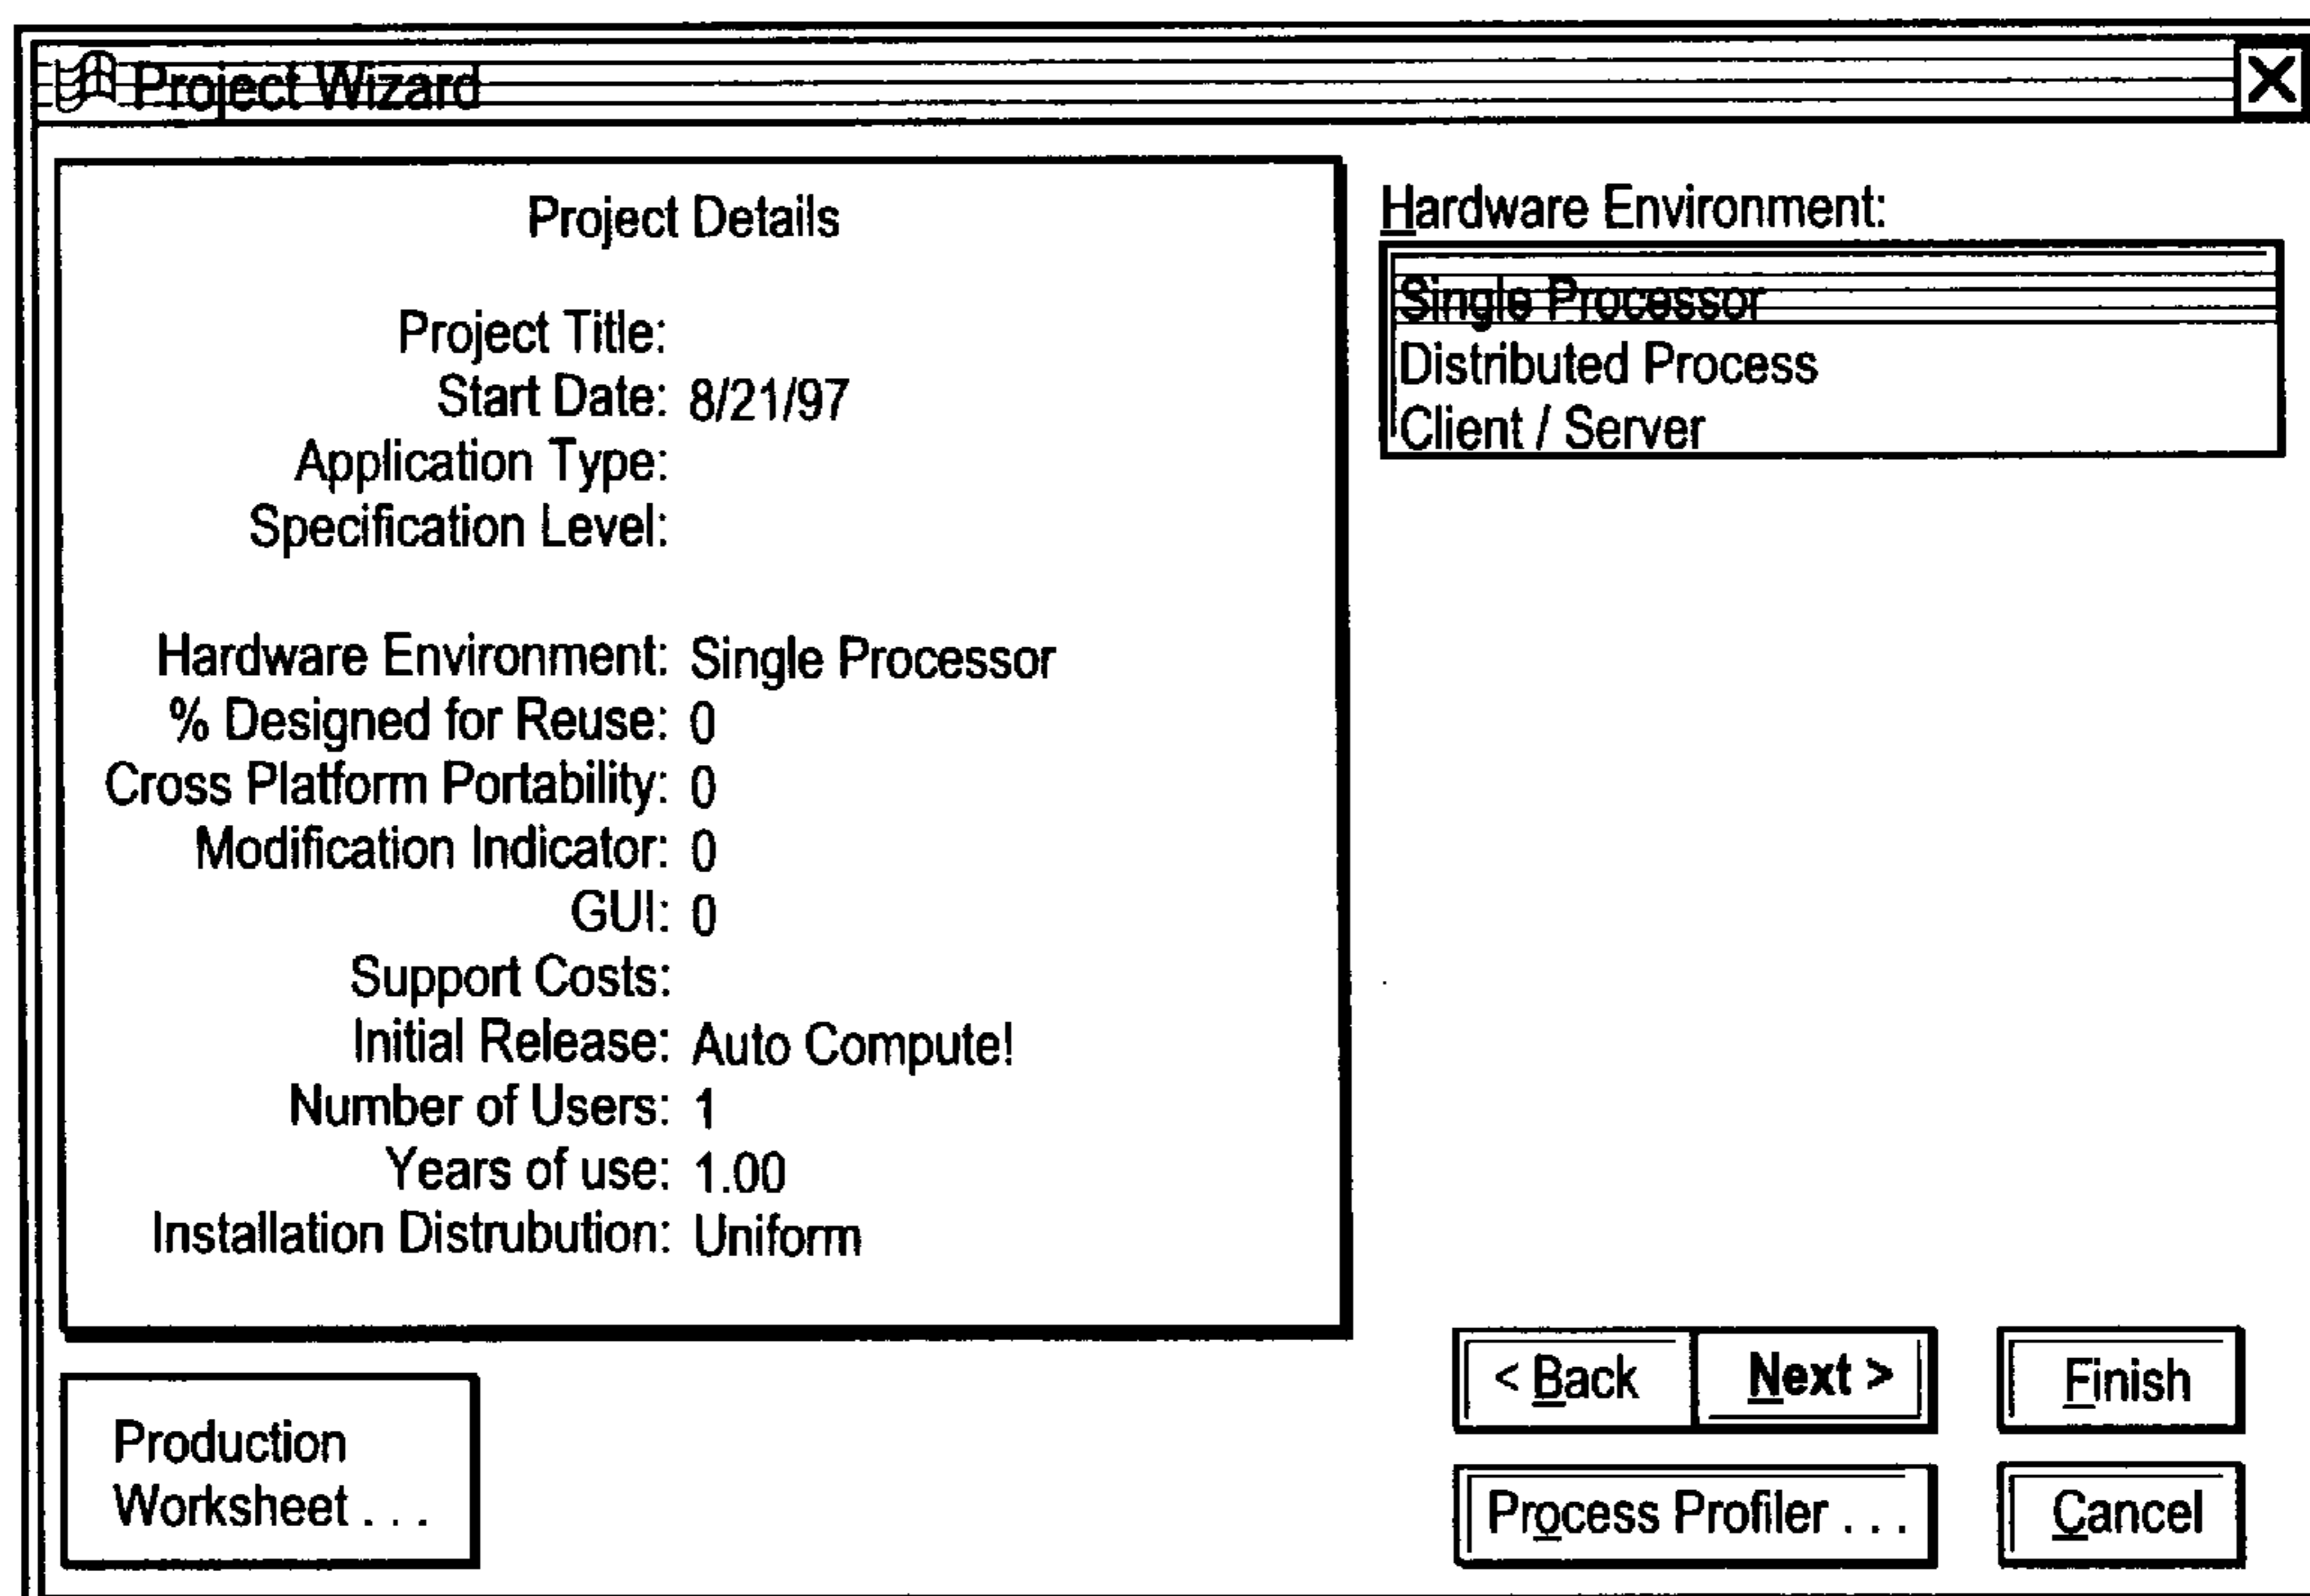 Project Wizard
Project Details
Project Title:
Start Date: 8/21/97
Application Type:
Specification Level:
Hardware Environment: Single Processor
% Designed for Reuse: 0
Cross Platform Portability: 0
Modification Indicator: 0
GUI: 0
Support Costs:
Initial Release: Auto Compute!
Number of Users: 1
Years of use: 1.00
Installation Distrubution: Uniform
Hardware Environment:
Single Processor
Distributed Process
Client / Server
Production
Worksheet . . .
< Back
Next >
Finish
Process Profiler . . .
Cancel